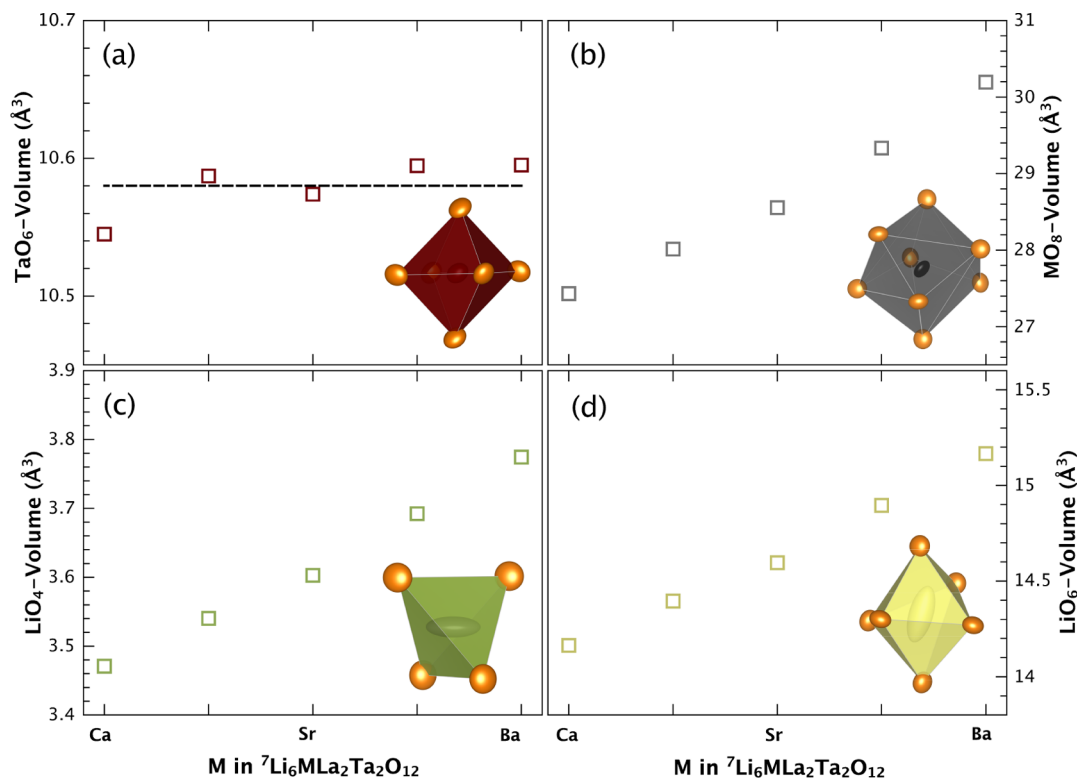 10.7
10.6
10.5
TaO₆–Volume (Å³)
(a)
31
30
29
28
27
MO₈–Volume (Å³)
(b)
3.9
3.8
3.7
3.6
3.5
3.4
LiO₄–Volume (Å³)
(c)
15.5
15
14.5
14
LiO₆–Volume (Å³)
(d)
Ca Sr Ba
M in ⁷Li₆MLa₂Ta₂O₁₂
Ca Sr Ba
M in ⁷Li₆MLa₂Ta₂O₁₂